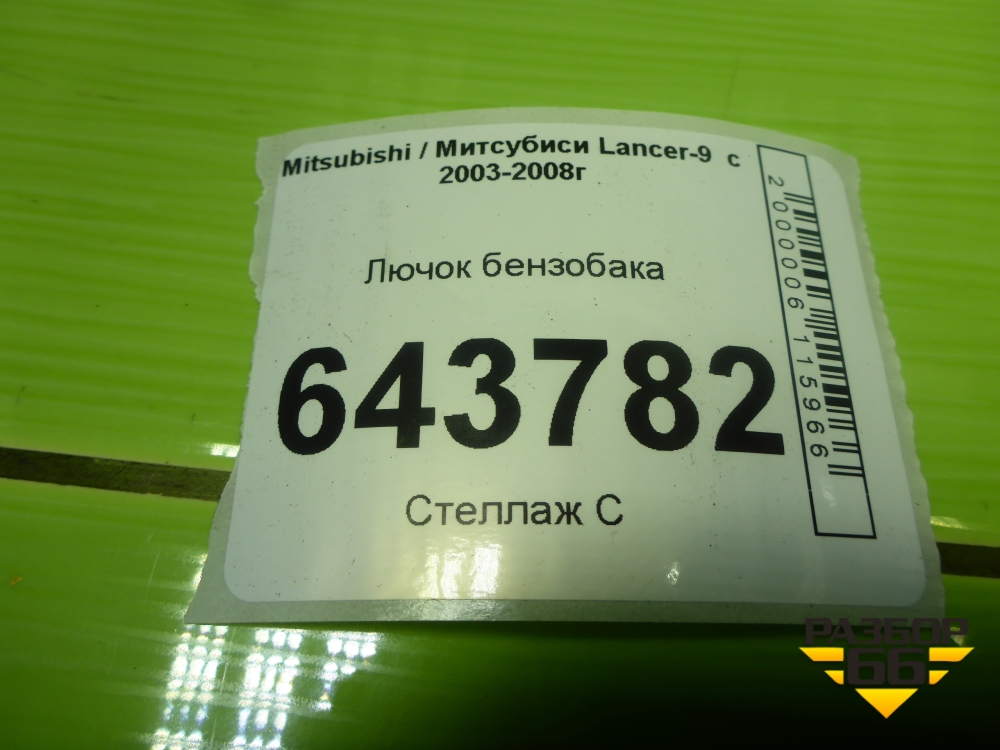 Mitsubishi / Митсубиси Lancer-9 с
2003-2008г
Лючок бензобака
643782
Стеллаж С
2000006115966
РАЗБОР
66